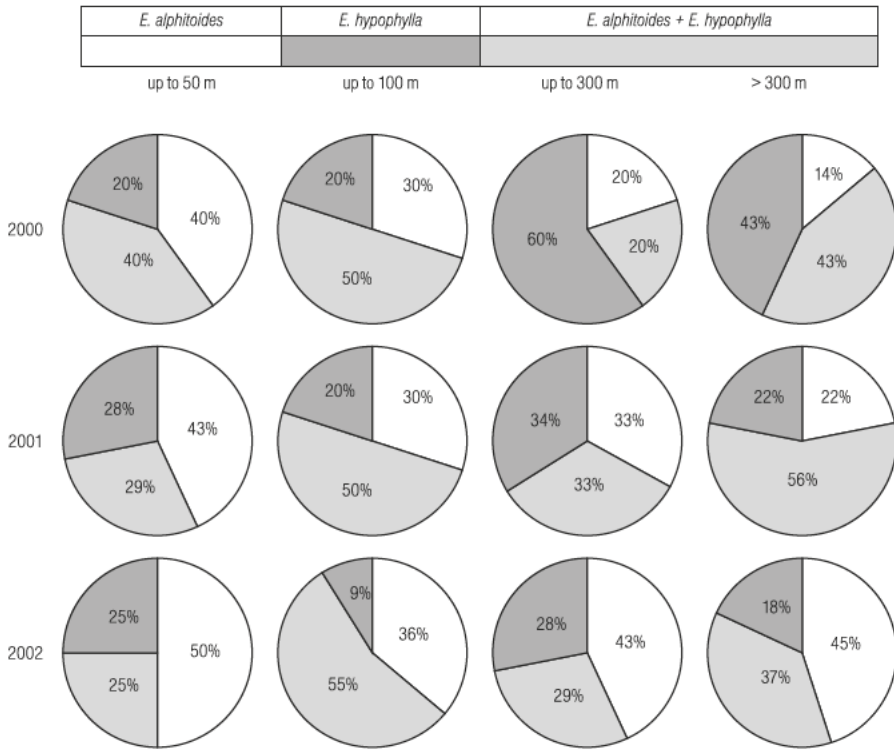 E. alphitoides E. hypophylla E. alphitoides + E. hypophylla
up to 50 m up to 100 m up to 300 m > 300 m
20% 40% 40%
20% 30% 50%
20% 60% 20%
14% 43% 43%
2000
28% 43% 29%
20% 30% 50%
34% 33% 33%
22% 22% 56%
2001
25% 50% 25%
9% 36% 55%
28% 43% 29%
18% 45% 37%
2002